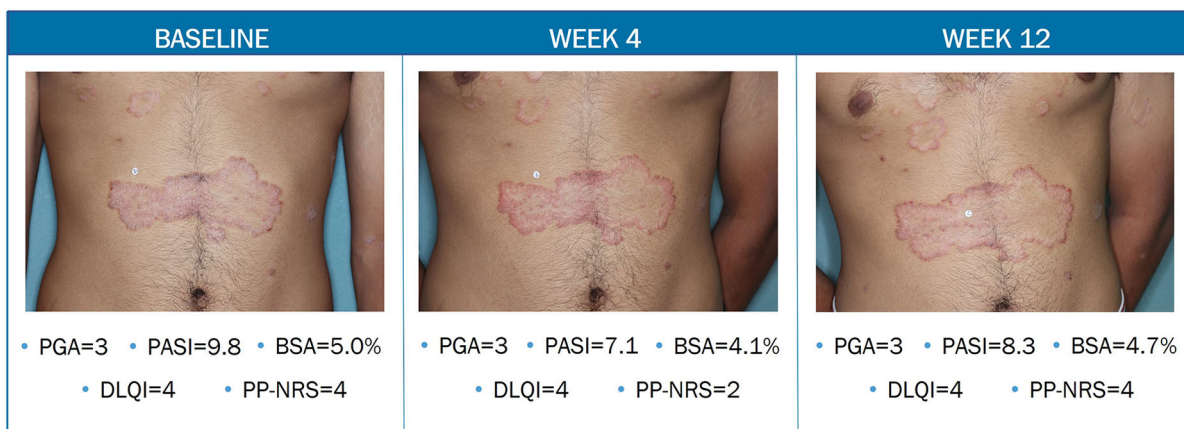 BASELINE
WEEK 4
WEEK 12
• PGA=3 • PASI=9.8 • BSA=5.0%
• DLQI=4 • PP-NRS=4
• PGA=3 • PASI=7.1 • BSA=4.1%
• DLQI=4 • PP-NRS=2
• PGA=3 • PASI=8.3 • BSA=4.7%
• DLQI=4 • PP-NRS=4